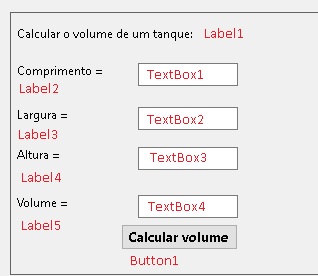 Calcular o volume de um tanque: Label1
Comprimento = TextBox1
Label2
Largura = TextBox2
Label3
Altura = TextBox3
Label4
Volume = TextBox4
Label5
Calcular volume
Button1